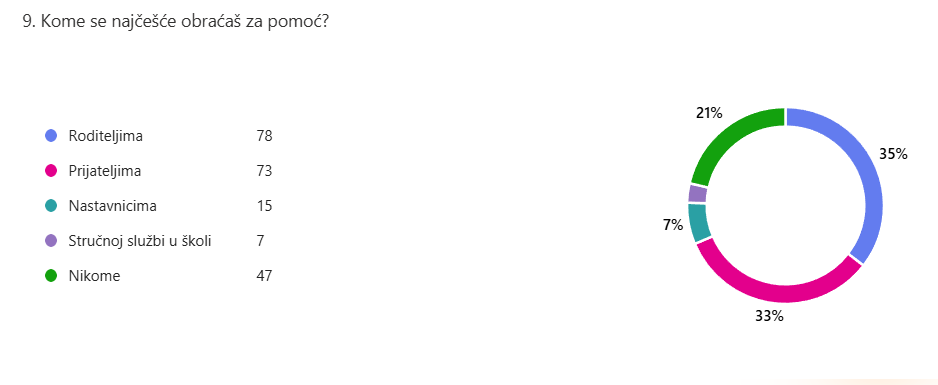 9. Kome se najčešće obraćaš za pomoć?
Roditeljima 78
Prijateljima 73
Nastavnicima 15
Stručnoj službi u školi 7
Nikome 47
21%
35%
7%
33%